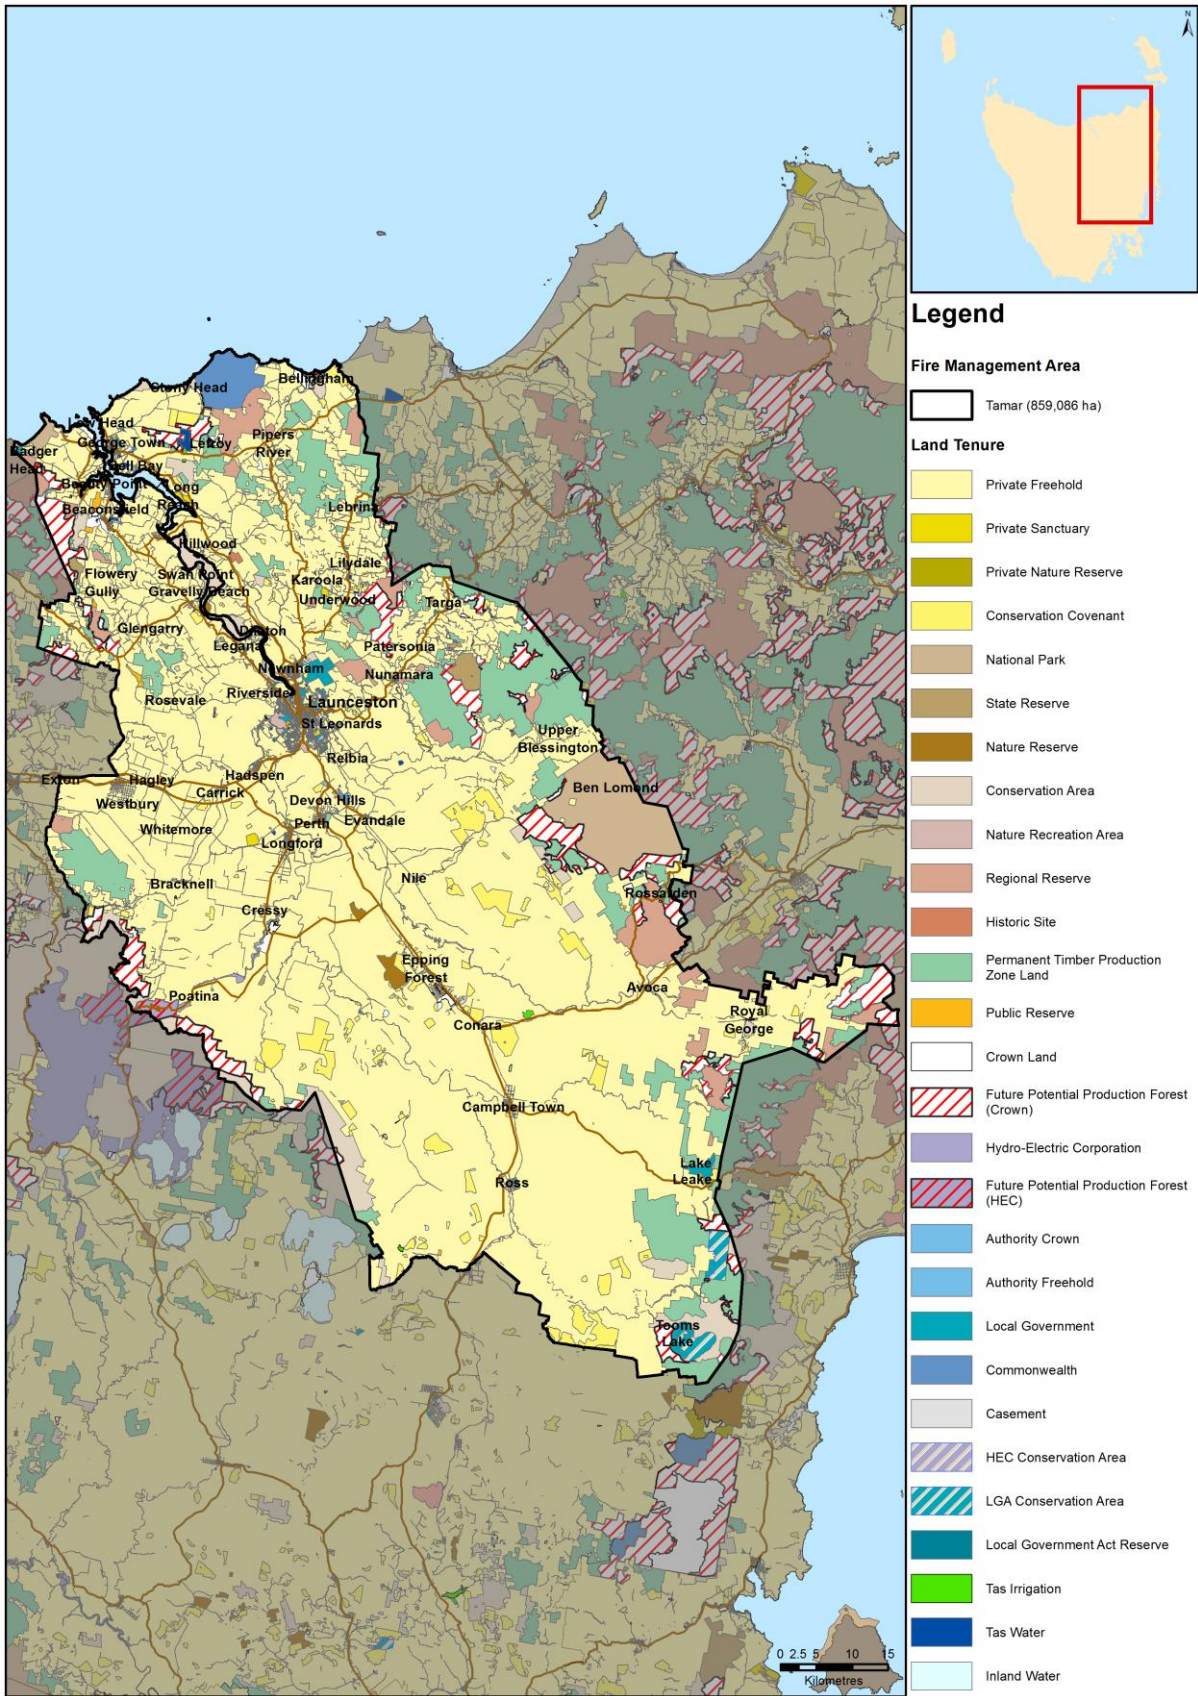 N
Legend
Fire Management Area
Tamar (859,086 ha)
Land Tenure
Private Freehold
Private Sanctuary
Private Nature Reserve
Conservation Covenant
National Park
State Reserve
Nature Reserve
Conservation Area
Nature Recreation Area
Regional Reserve
Historic Site
Permanent Timber Production
Zone Land
Public Reserve
Crown Land
Future Potential Production Forest
(Crown)
Hydro-Electric Corporation
Future Potential Production Forest
(HEC)
Authority Crown
Authority Freehold
Local Government
Commonwealth
Casement
HEC Conservation Area
LGA Conservation Area
Local Government Act Reserve
Tas Irrigation
Tas Water
Inland Water
Bellingham
Stony Head
Low Head
George Town
Lefroy
Pipers
River
Badger
Head
Bell Bay
Beauty Point
Long
Reach
Beaconsfield
Lebrina
Hillwood
Lilydale
Flowery
Gully
Swan Point
Gravelly Beach
Karoola
Underwood
Targa
Glengarry
Dilston
Legana
Patersonia
Newnham
Nunamara
Riverside
Rosevale
Launceston
St Leonards
Upper
Blessington
Relbia
Exton
Hagley
Hadspen
Carrick
Westbury
Ben Lomond
Devon Hills
Evandale
Perth
Whitemore
Longford
Nile
Bracknell
Rossarden
Cressy
Epping
Forest
Avoca
Poatina
Royal
George
Conara
Campbell Town
Lake
Leake
Ross
Tooms
Lake
0 2.5 5 10 15
Kilometres